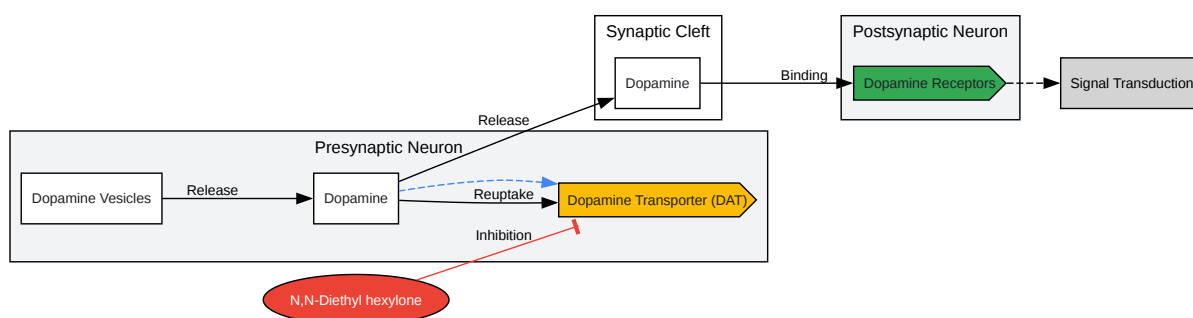 Synaptic Cleft
Postsynaptic Neuron
Dopamine
Binding
Dopamine Receptors
Signal Transduction
Release
Presynaptic Neuron
Dopamine Vesicles
Release
Dopamine
Reuptake
Dopamine Transporter (DAT)
Inhibition
N,N-Diethyl hexylone